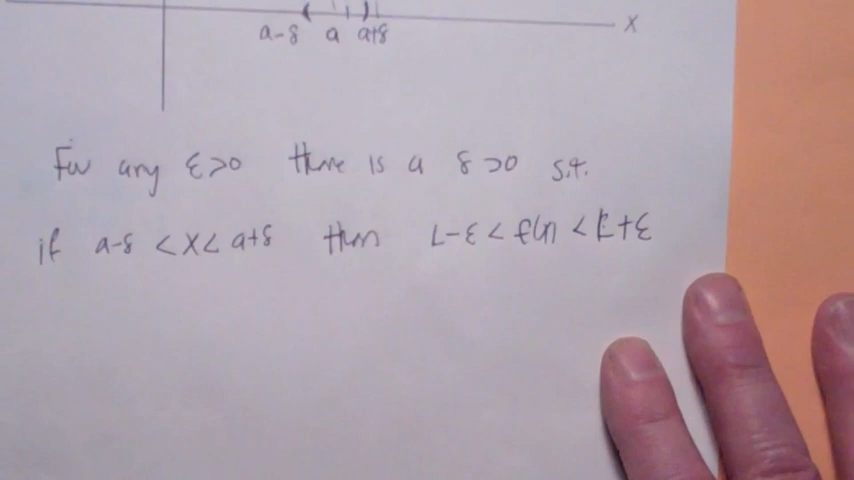 a-δ a a+δ x
For any ε>0 there is a δ>0 s.t.
if a-δ <x< a+δ then L-ε < f(x) < L+ε